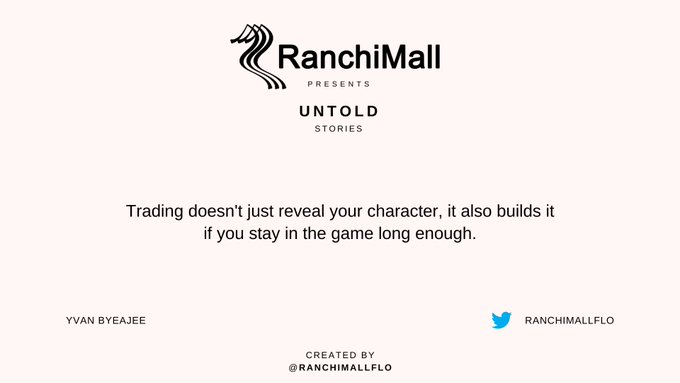 RanchiMall
PRESENTS
UNTOLD
STORIES
Trading doesn't just reveal your character, it also builds it
if you stay in the game long enough.
YVAN BYEAJEE
RANCHIMALLFLO
CREATED BY
@RANCHIMALLFLO